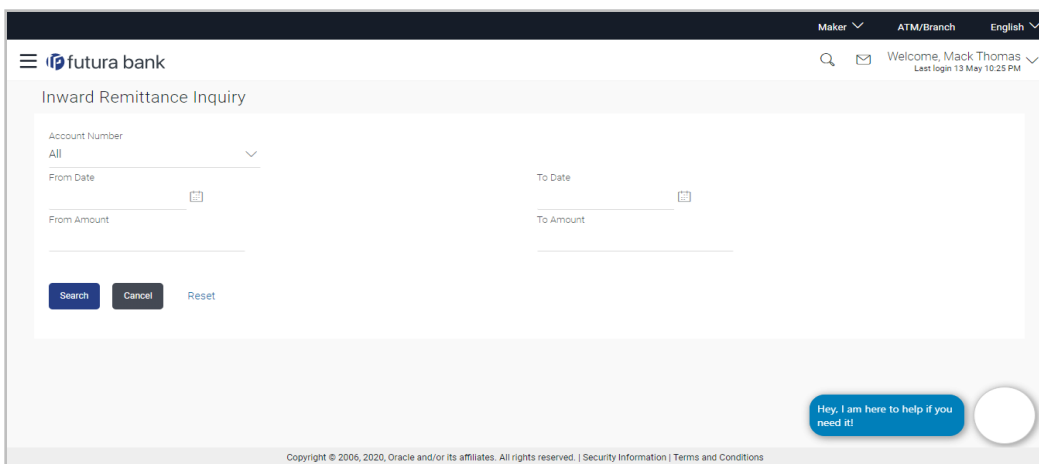 Maker ATM/Branch English
futura bank Welcome, Mack Thomas
Last login 13 May 10:25 PM
Inward Remittance Inquiry
Account Number
All
From Date To Date
From Amount To Amount
Search Cancel Reset
Hey, I am here to help if you
need it!
Copyright © 2006, 2020, Oracle and/or its affiliates. All rights reserved. | Security Information | Terms and Conditions